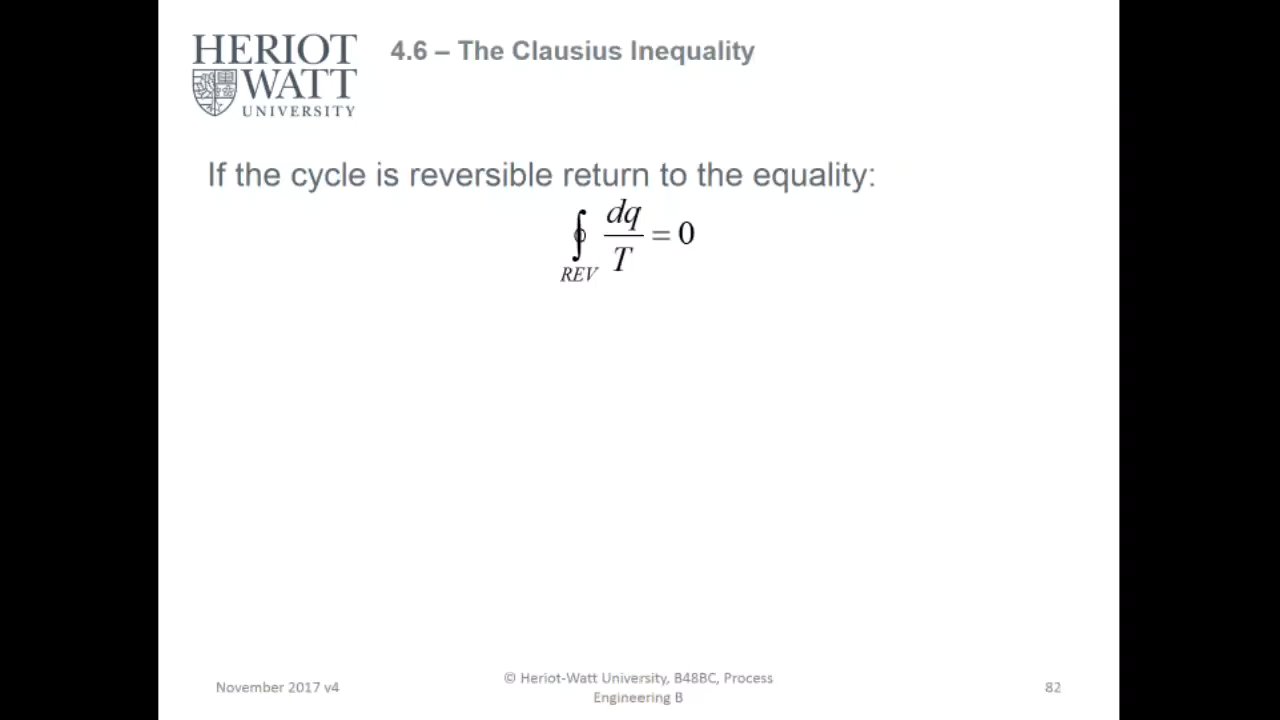 HERIOT
WATT
UNIVERSITY
4.6 – The Clausius Inequality
If the cycle is reversible return to the equality:
∮ dq/T = 0
REV
November 2017 v4
© Heriot-Watt University, B48BC, Process
Engineering B
82